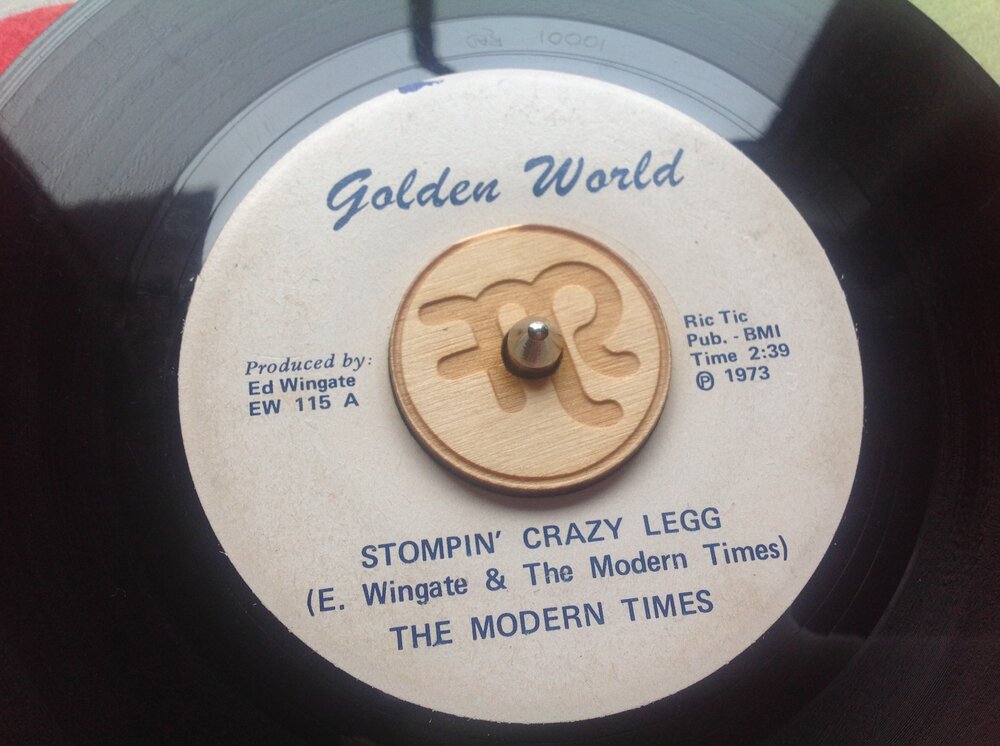 Golden World
Produced by:
Ed Wingate
EW 115 A
Ric Tic
Pub. - BMI
Time 2:39
Ⓟ 1973
STOMPIN' CRAZY LEGG
(E. Wingate & The Modern Times)
THE MODERN TIMES